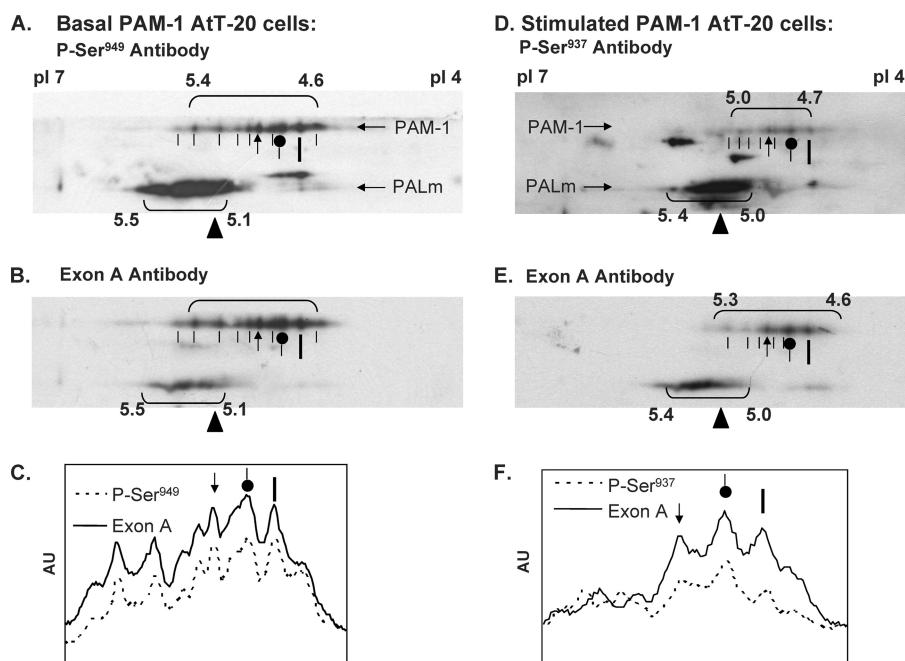 A. Basal PAM-1 AtT-20 cells:
P-Ser949 Antibody
pI 7
5.4
4.6
pI 4
PAM-1
PALm
5.5
5.1
B. Exon A Antibody
5.5
5.1
C.
P-Ser949
Exon A
AU
D. Stimulated PAM-1 AtT-20 cells:
P-Ser937 Antibody
pI 7
pI 4
5.0
4.7
PAM-1
PALm
5. 4
5.0
E. Exon A Antibody
5.3
4.6
5.4
5.0
F.
P-Ser937
Exon A
AU